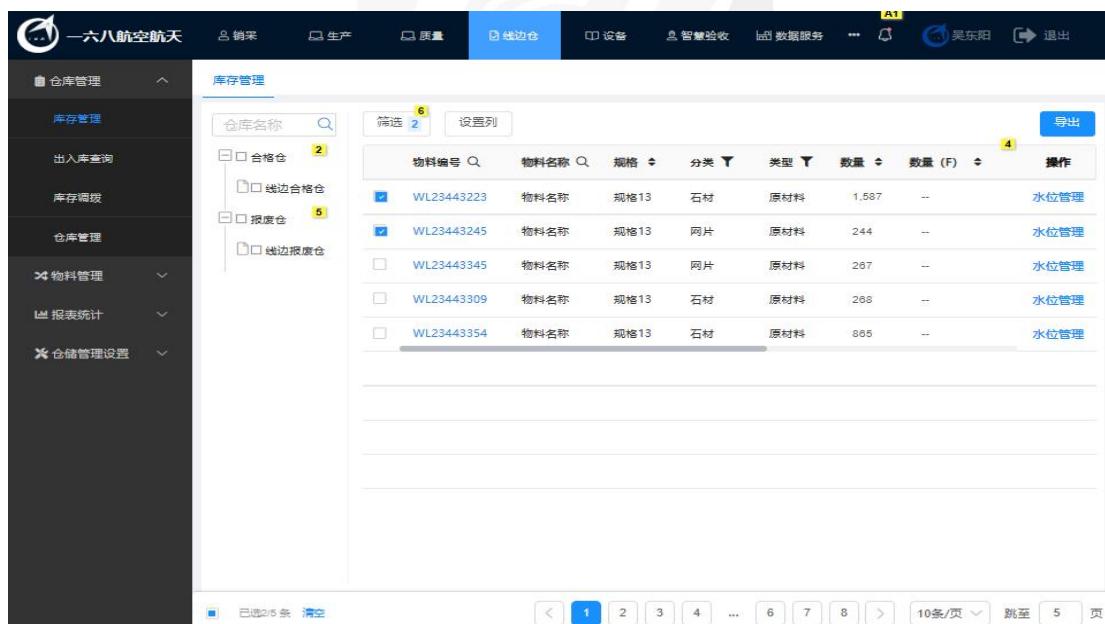 一六八航空航天 销采 生产 质量 线边仓 设备 智慧验收 数据服务 ··· A1 吴东阳 退出
仓库管理
库存管理
出入库查询
库存调拨
仓库管理
物料管理
报表统计
仓储管理设置
库存管理
仓库名称
合格仓 2
线边合格仓
报废仓 5
线边报废仓
筛选 2 6 设置列 导出
4
物料编号 物料名称 规格 分类 类型 数量 数量 (F) 操作
WL23443223 物料名称 规格13 石材 原材料 1,587 -- 水位管理
WL23443245 物料名称 规格13 网片 原材料 244 -- 水位管理
WL23443345 物料名称 规格13 网片 原材料 267 -- 水位管理
WL23443309 物料名称 规格13 石材 原材料 268 -- 水位管理
WL23443354 物料名称 规格13 石材 原材料 865 -- 水位管理
已选2/5 条 清空 < 1 2 3 4 ... 6 7 8 > 10条/页 跳至 5 页